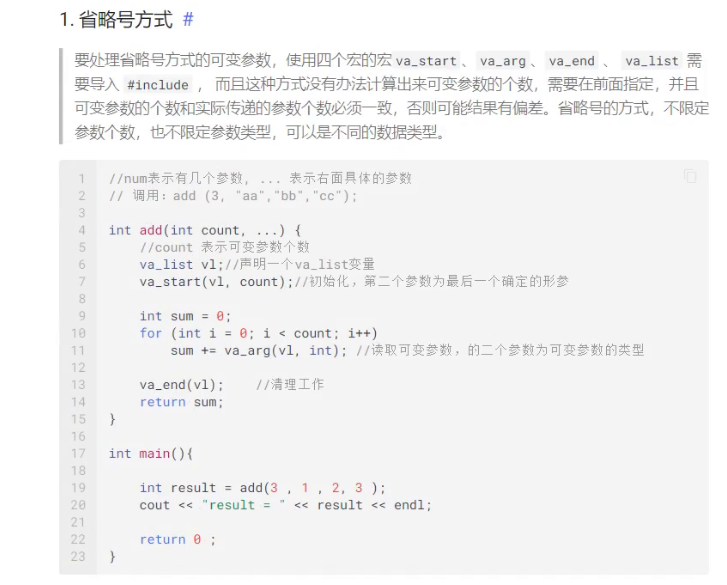 1. 省略号方式 #
要处理省略号方式的可变参数，使用四个宏的宏 va_start 、 va_arg 、 va_end 、 va_list 需
要导入 #include ， 而且这种方式没有办法计算出来可变参数的个数，需要在前面指定，并且
可变参数的个数和实际传递的参数个数必须一致，否则可能结果有偏差。省略号的方式，不限定
参数个数，也不限定参数类型，可以是不同的数据类型。
1 //num表示有几个参数, ... 表示右面具体的参数
2 // 调用：add (3, "aa","bb","cc");
3
4 int add(int count, ...) {
5     //count 表示可变参数个数
6     va_list vl;//声明一个va_list变量
7     va_start(vl, count);//初始化，第二个参数为最后一个确定的形参
8
9     int sum = 0;
10     for (int i = 0; i < count; i++)
11         sum += va_arg(vl, int); //读取可变参数，的二个参数为可变参数的类型
12
13     va_end(vl);    //清理工作
14     return sum;
15 }
16
17 int main(){
18
19     int result = add(3 , 1 , 2, 3 );
20     cout << "result = " << result << endl;
21
22     return 0 ;
23 }